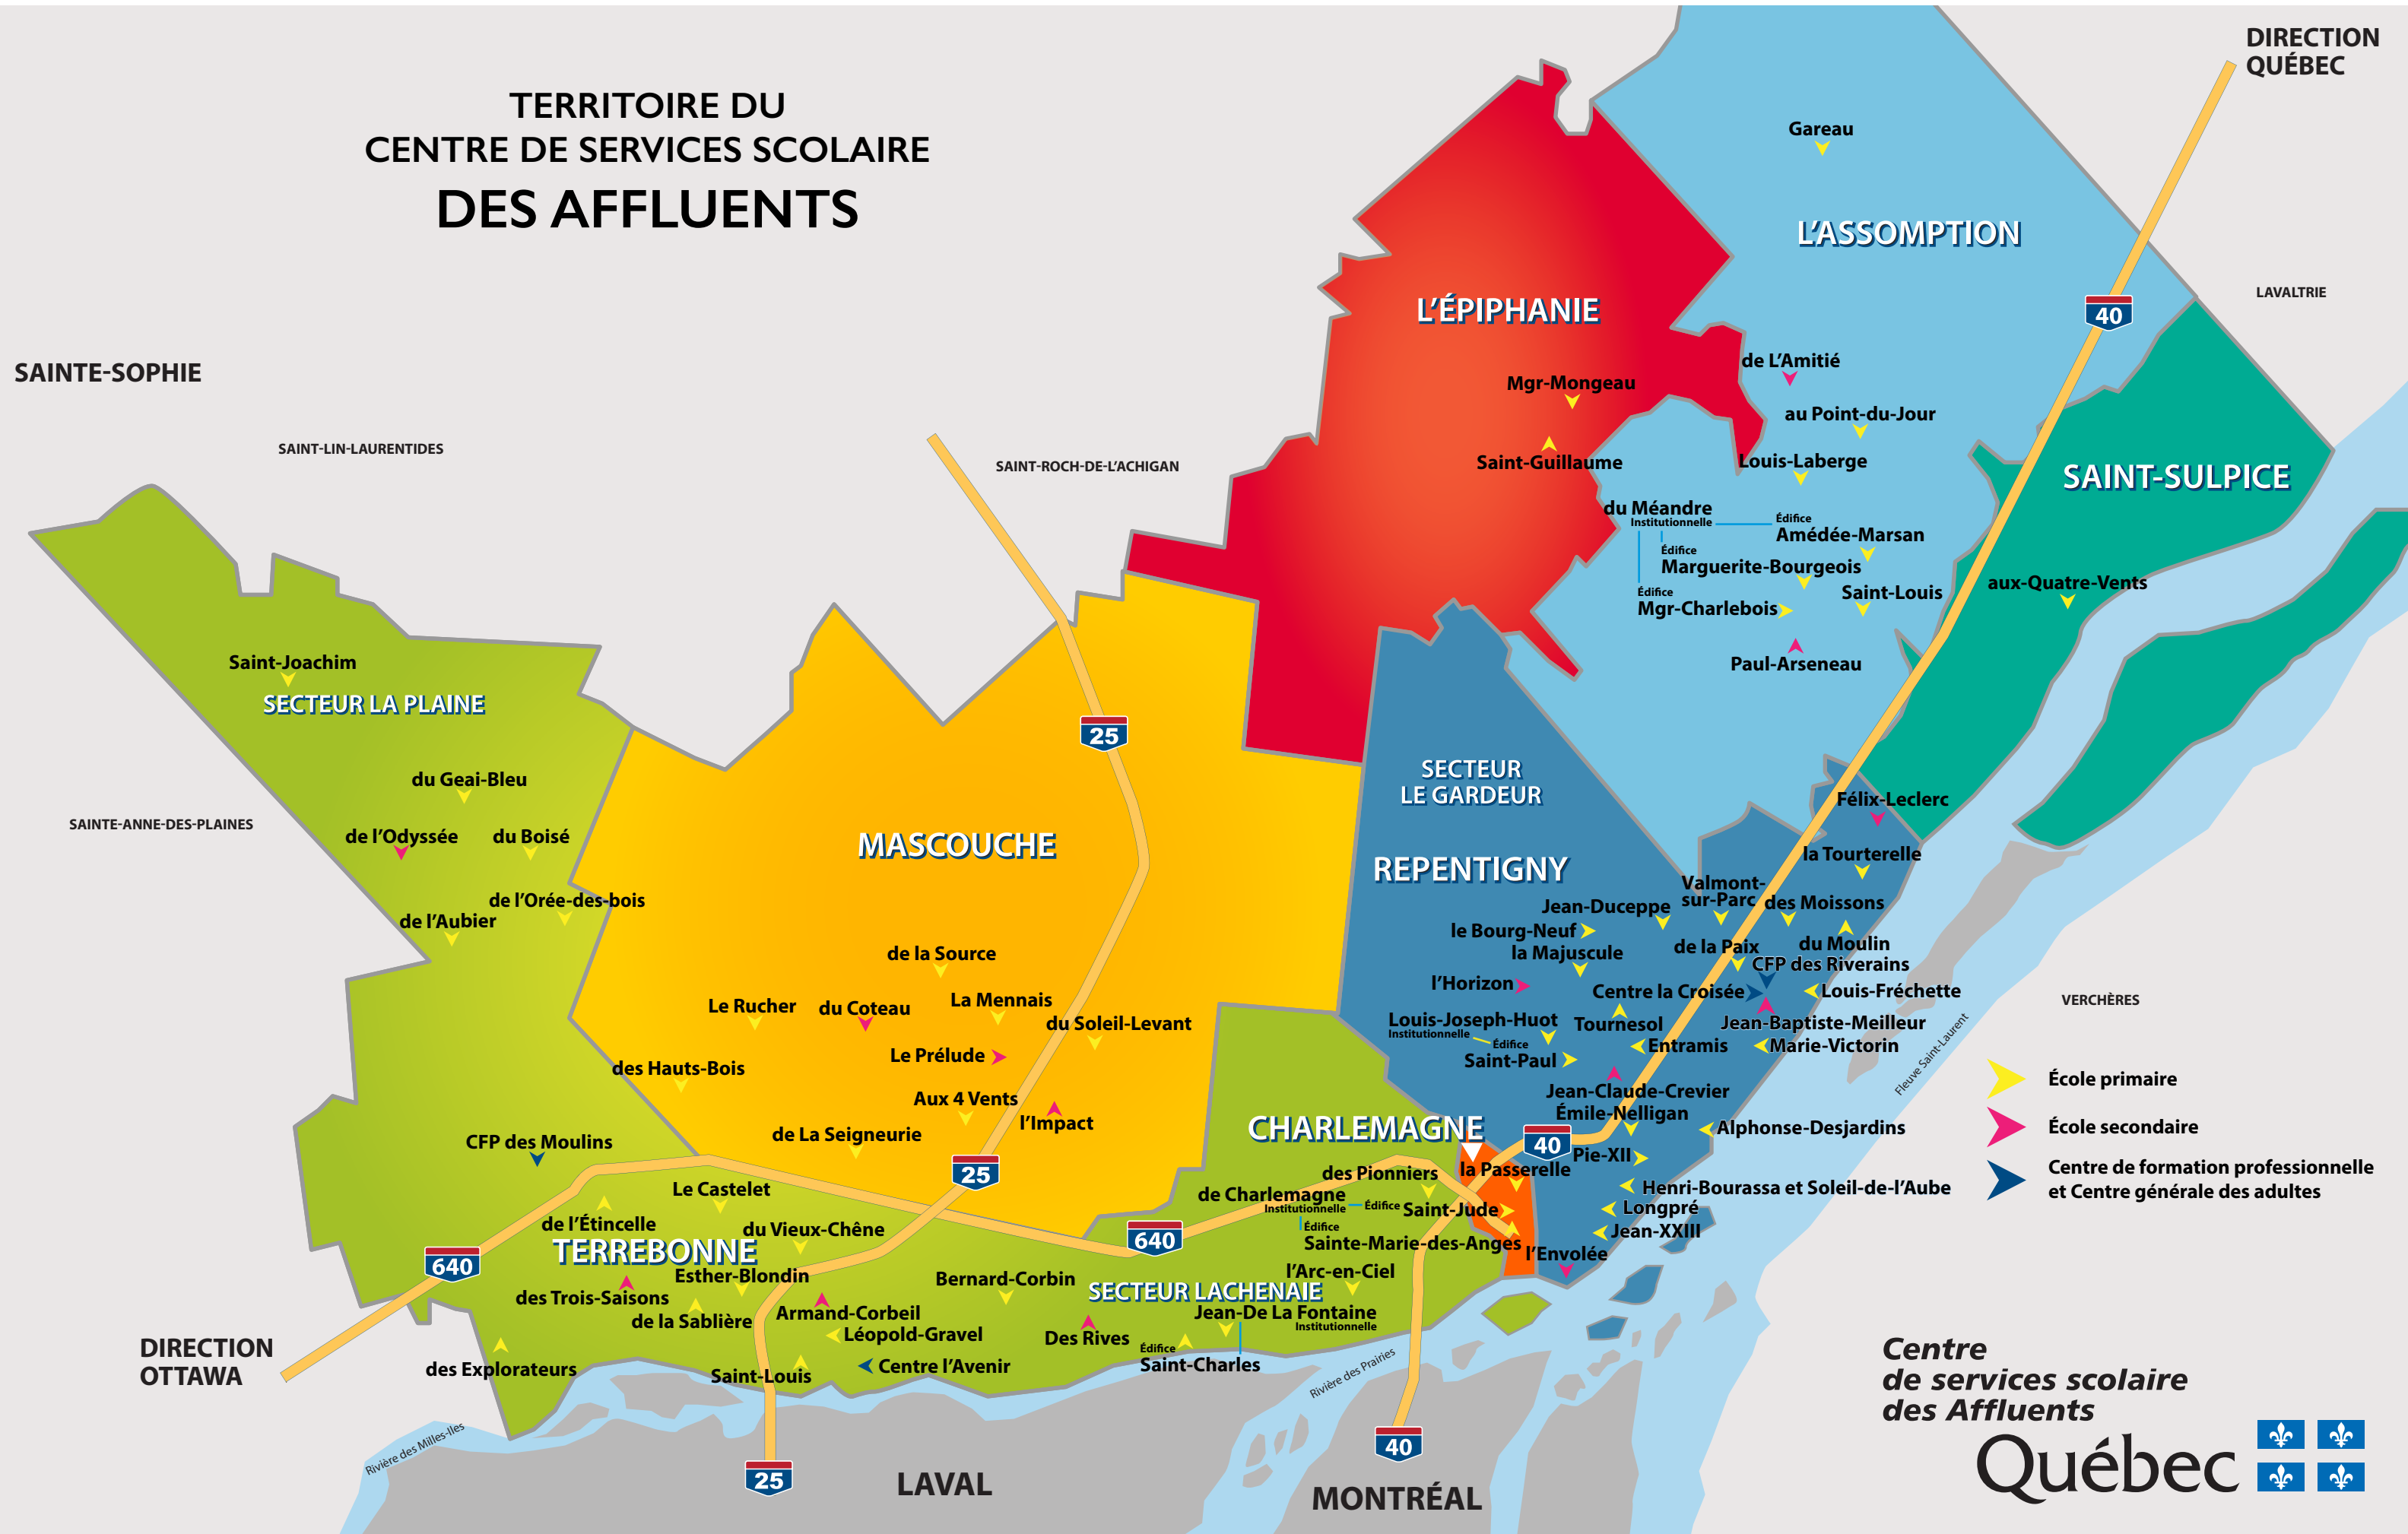 TERRITOIRE DU
CENTRE DE SERVICES SCOLAIRE
DES AFFLUENTS
DIRECTION
QUÉBEC
Gareau
L'ASSOMPTION
LAVALTRIE
40
L'ÉPIPHANIE
SAINTE-SOPHIE
SAINT-LIN-LAURENTIDES
SAINT-ROCH-DE-L'ACHIGAN
Mgr-Mongeau
Saint-Guillaume
de L'Amitié
au Point-du-Jour
Louis-Laberge
SAINT-SULPICE
du Méandre
Institutionnelle
Édifice
Amédée-Marsan
Édifice
Marguerite-Bourgeois
Édifice
Mgr-Charlebois
Saint-Louis
aux-Quatre-Vents
Paul-Arseneau
Saint-Joachim
SECTEUR LA PLAINE
du Geai-Bleu
SAINTE-ANNE-DES-PLAINES
de l'Odyssée
du Boisé
de l'Orée-des-bois
de l'Aubier
25
MASCOUCHE
de la Source
Le Rucher
du Coteau
La Mennais
du Soleil-Levant
Le Prélude
des Hauts-Bois
Aux 4 Vents
l'Impact
de La Seigneurie
25
SECTEUR
LE GARDEUR
REPENTIGNY
Félix-Leclerc
la Tourterelle
Valmont-
sur-Parc
des Moissons
Jean-Duceppe
le Bourg-Neuf
la Majuscule
de la Paix
du Moulin
CFP des Riverains
l'Horizon
Centre la Croisée
Louis-Fréchette
Louis-Joseph-Huot
Institutionnelle
Édifice
Saint-Paul
Tournesol
Jean-Baptiste-Meilleur
Entramis
Marie-Victorin
Jean-Claude-Crevier
Émile-Nelligan
Alphonse-Desjardins
40
Pie-XII
Henri-Bourassa et Soleil-de-l'Aube
Longpré
Jean-XXIII
l'Envolée
VERCHÈRES
Fleuve Saint-Laurent
École primaire
École secondaire
Centre de formation professionnelle
et Centre générale des adultes
CHARLEMAGNE
la Passerelle
des Pionniers
de Charlemagne
Institutionnelle
Édifice
Saint-Jude
Édifice
Sainte-Marie-des-Anges
CFP des Moulins
Le Castelet
de l'Étincelle
du Vieux-Chêne
TERREBONNE
640
640
Esther-Blondin
des Trois-Saisons
de la Sablière
Armand-Corbeil
Léopold-Gravel
Bernard-Corbin
SECTEUR LACHENAIE
l'Arc-en-Ciel
Jean-De La Fontaine
Institutionnelle
Des Rives
Édifice
Saint-Charles
des Explorateurs
Saint-Louis
Centre l'Avenir
DIRECTION
OTTAWA
Rivière des Milles-Iles
Rivière des Prairies
25
LAVAL
40
MONTRÉAL
Centre
de services scolaire
des Affluents
Québec